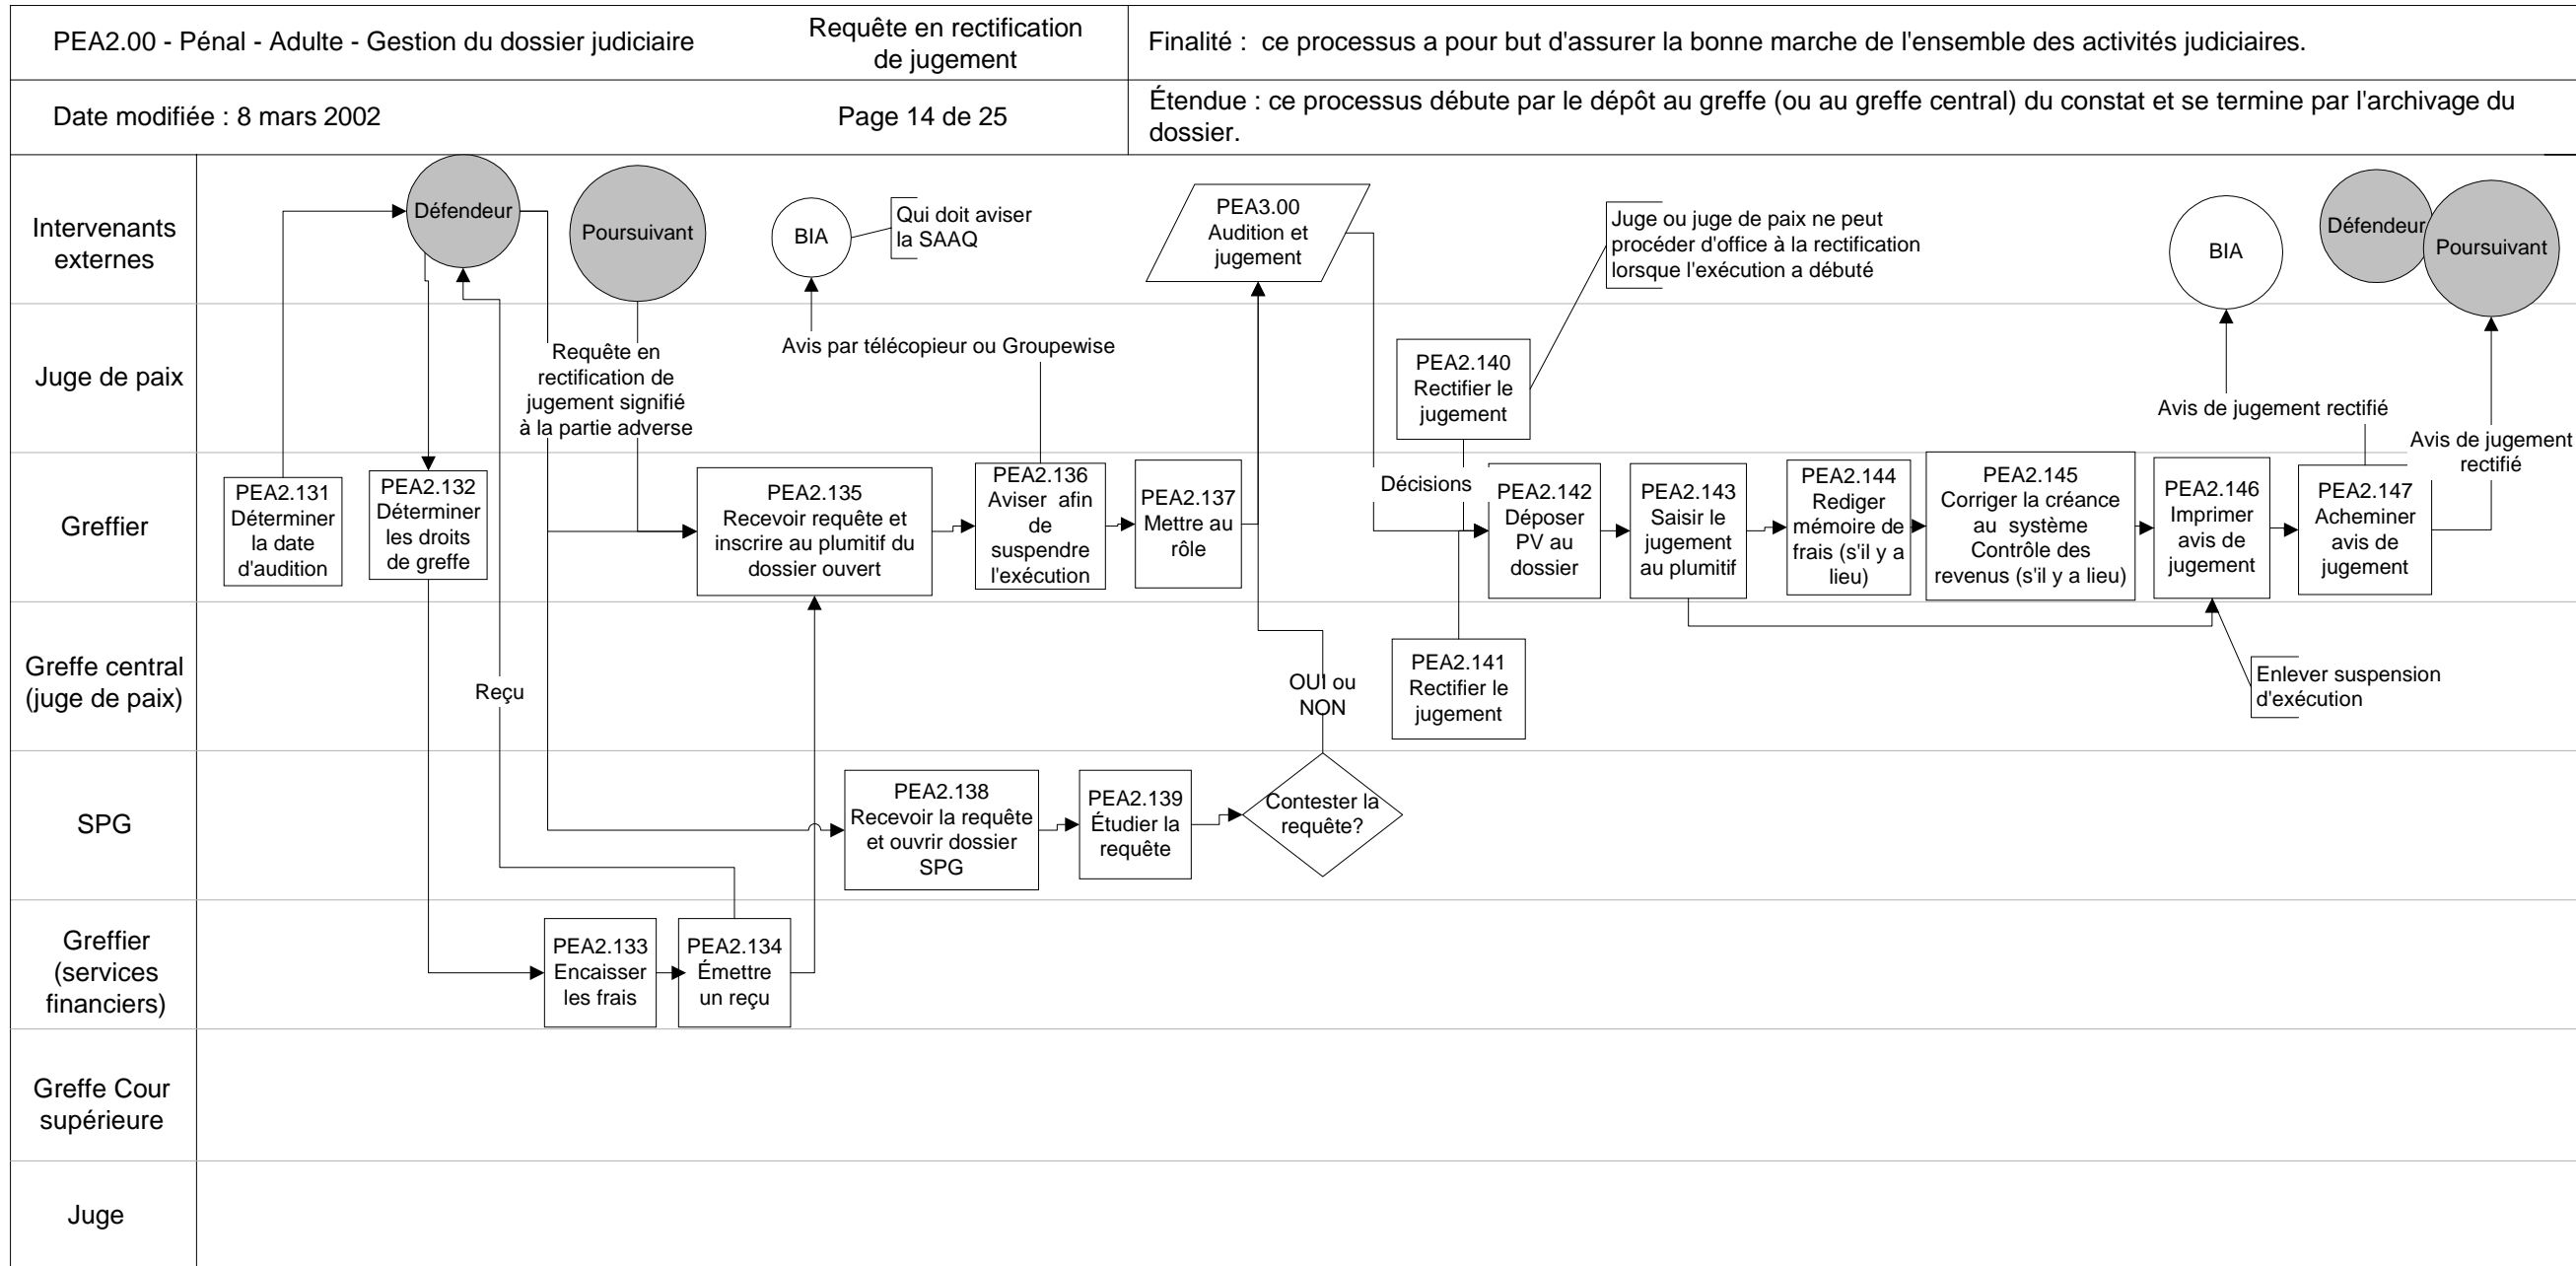 PEA2.00 - Pénal - Adulte - Gestion du dossier judiciaire
Requête en rectification
de jugement
Finalité : ce processus a pour but d'assurer la bonne marche de l'ensemble des activités judiciaires.
Date modifiée : 8 mars 2002
Page 14 de 25
Étendue : ce processus débute par le dépôt au greffe (ou au greffe central) du constat et se termine par l'archivage du
dossier.
Intervenants
externes
Défendeur
Poursuivant
BIA
Qui doit aviser
la SAAQ
PEA3.00
Audition et
jugement
Juge ou juge de paix ne peut
procéder d'office à la rectification
lorsque l'exécution a débuté
BIA
Défendeur
Poursuivant
Juge de paix
Requête en
rectification de
jugement signifié
à la partie adverse
Avis par télécopieur ou Groupewise
PEA2.140
Rectifier le
jugement
Avis de jugement rectifié
Avis de jugement
rectifié
Greffier
PEA2.131
Déterminer
la date
d'audition
PEA2.132
Déterminer
les droits
de greffe
PEA2.135
Recevoir requête et
inscrire au plumitif du
dossier ouvert
PEA2.136
Aviser afin
de
suspendre
l'exécution
PEA2.137
Mettre au
rôle
Décisions
PEA2.142
Déposer
PV au
dossier
PEA2.143
Saisir le
jugement
au plumitif
PEA2.144
Rediger
mémoire de
frais (s'il y a
lieu)
PEA2.145
Corriger la créance
au système
Contrôle des
revenus (s'il y a lieu)
PEA2.146
Imprimer
avis de
jugement
PEA2.147
Acheminer
avis de
jugement
Greffe central
(juge de paix)
Reçu
OUI ou
NON
PEA2.141
Rectifier le
jugement
Enlever suspension
d'exécution
SPG
PEA2.138
Recevoir la requête
et ouvrir dossier
SPG
PEA2.139
Étudier la
requête
Contester la
requête?
Greffier
(services
financiers)
PEA2.133
Encaisser
les frais
PEA2.134
Émettre
un reçu
Greffe Cour
supérieure
Juge